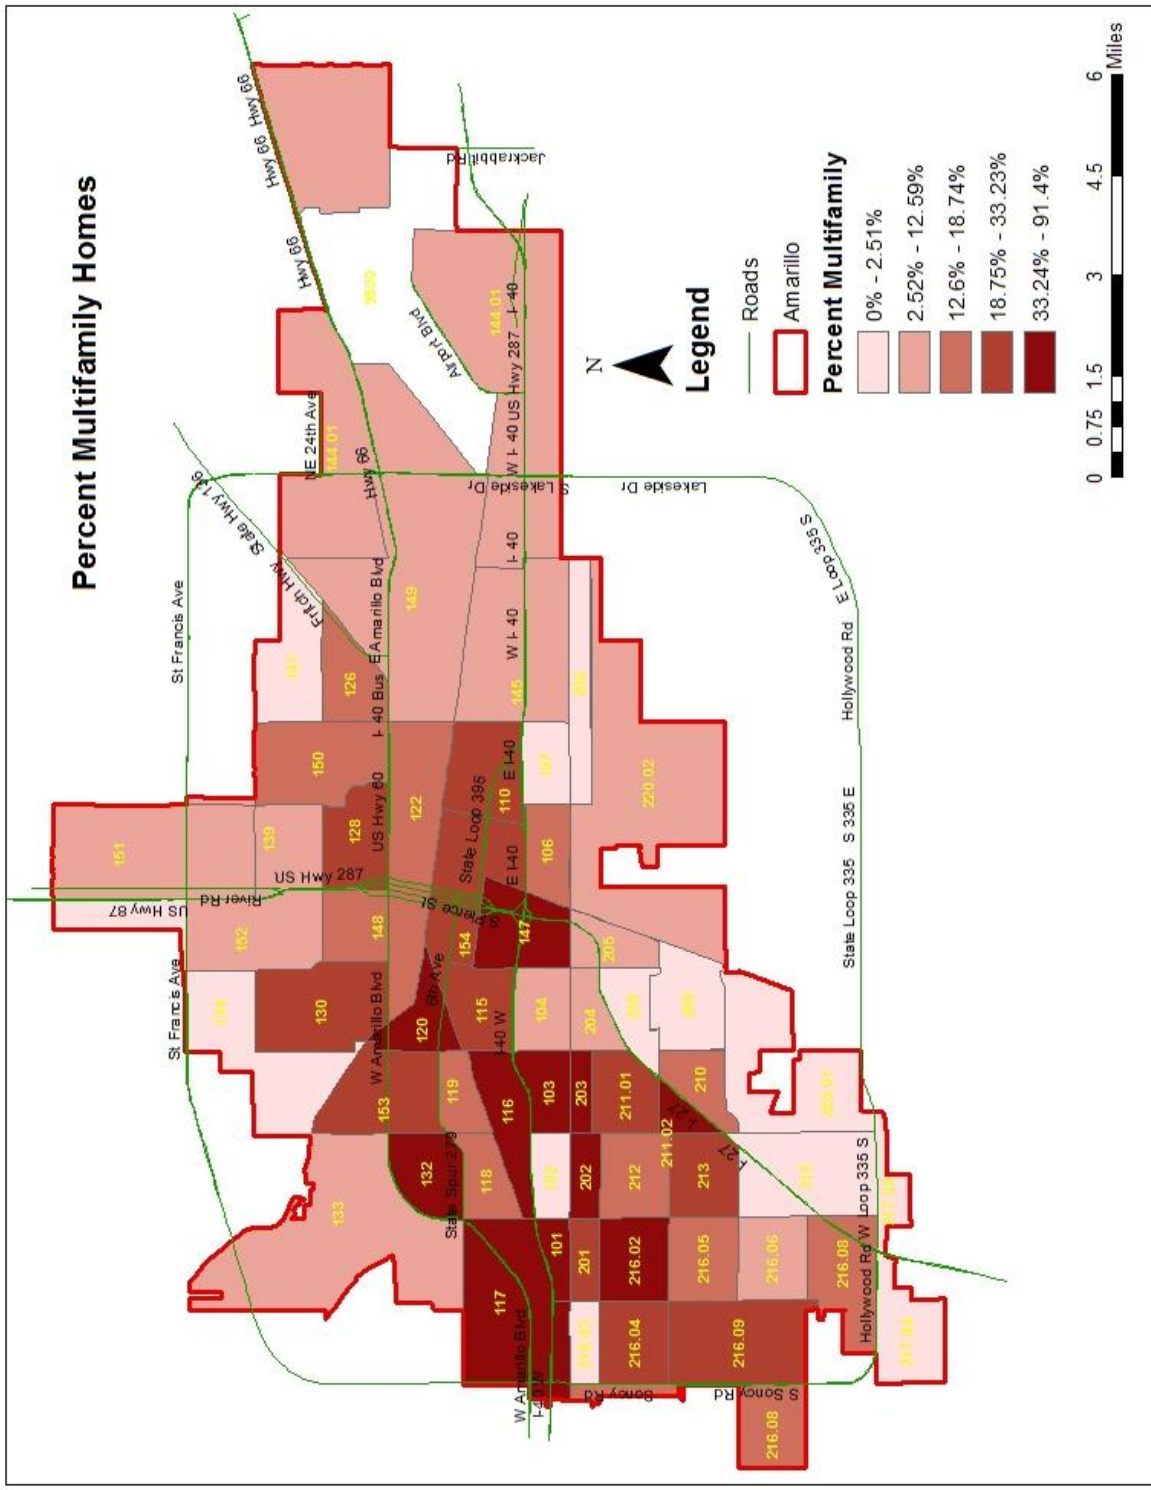 Percent Multifamily Homes
Hwy 66
Hwy 66
Hwy 66
Jackrabbit Rd
9800
Airport Blvd
144.01
US Hwy 287
I-40
NE 24th Ave
144.01
Hwy 66
W I-40
S Lakeside Dr
Lakeside Dr
State Hwy 136
Fritch Hwy
St Francis Ave
E Amarillo Blvd
I-40 Bus
149
I-40
W I-40
145
E Loop 335 S
Hollywood Rd
126
150
128
US Hwy 60
122
State Loop 395
110
E I-40
107
220.02
S 335 E
State Loop 335
151
139
US Hwy 287
River Rd
US Hwy 87
152
148
S Pierce St
E I-40
106
154
147
205
St Francis Ave
130
W Amarillo Blvd
6th Ave
120
115
I-40 W
104
204
153
119
116
103
203
211.01
210
I-27
211.02
I-27
133
132
State Spur 279
118
202
212
213
W Loop 335 S
117
101
201
216.02
216.05
216.06
216.08
Hollywood Rd
W Amarillo Blvd
I-40 W
216.04
216.09
Soncy Rd
S Soncy Rd
216.08
N
Legend
Roads
Amarillo
Percent Multifamily
0% - 2.51%
2.52% - 12.59%
12.6% - 18.74%
18.75% - 33.23%
33.24% - 91.4%
0 0.75 1.5 3 4.5 6
Miles